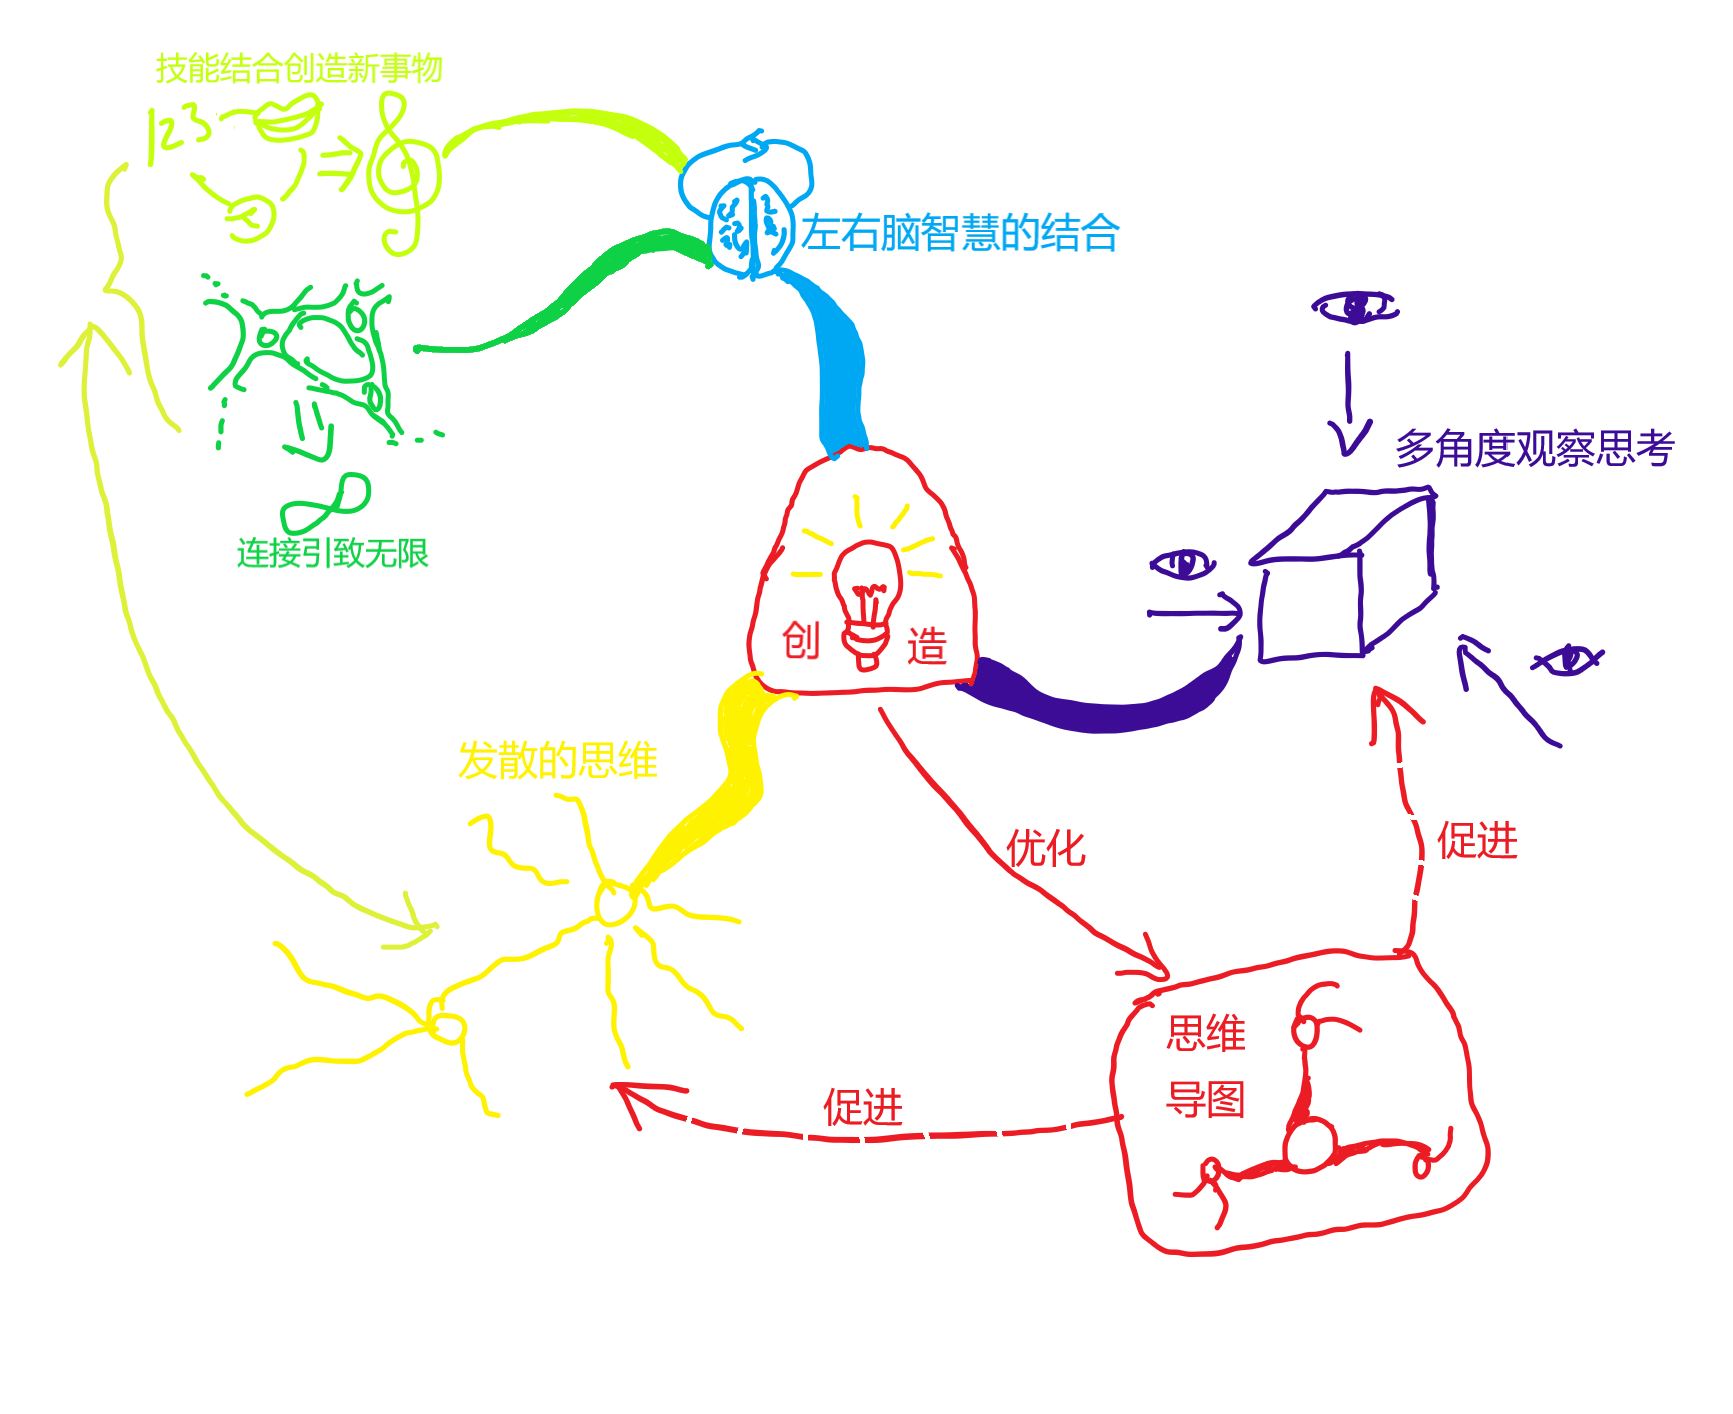 技能结合创造新事物
123
左右脑智慧的结合
多角度观察思考
连接引致无限
创 造
发散的思维
优化
促进
思维
导图
促进